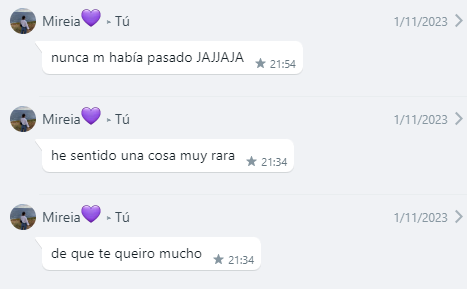 Mireia💜 ▸ Tú 1/11/2023
nunca m había pasado JAJJAJA ★ 21:54
Mireia💜 ▸ Tú 1/11/2023
he sentido una cosa muy rara ★ 21:34
Mireia💜 ▸ Tú 1/11/2023
de que te queiro mucho ★ 21:34